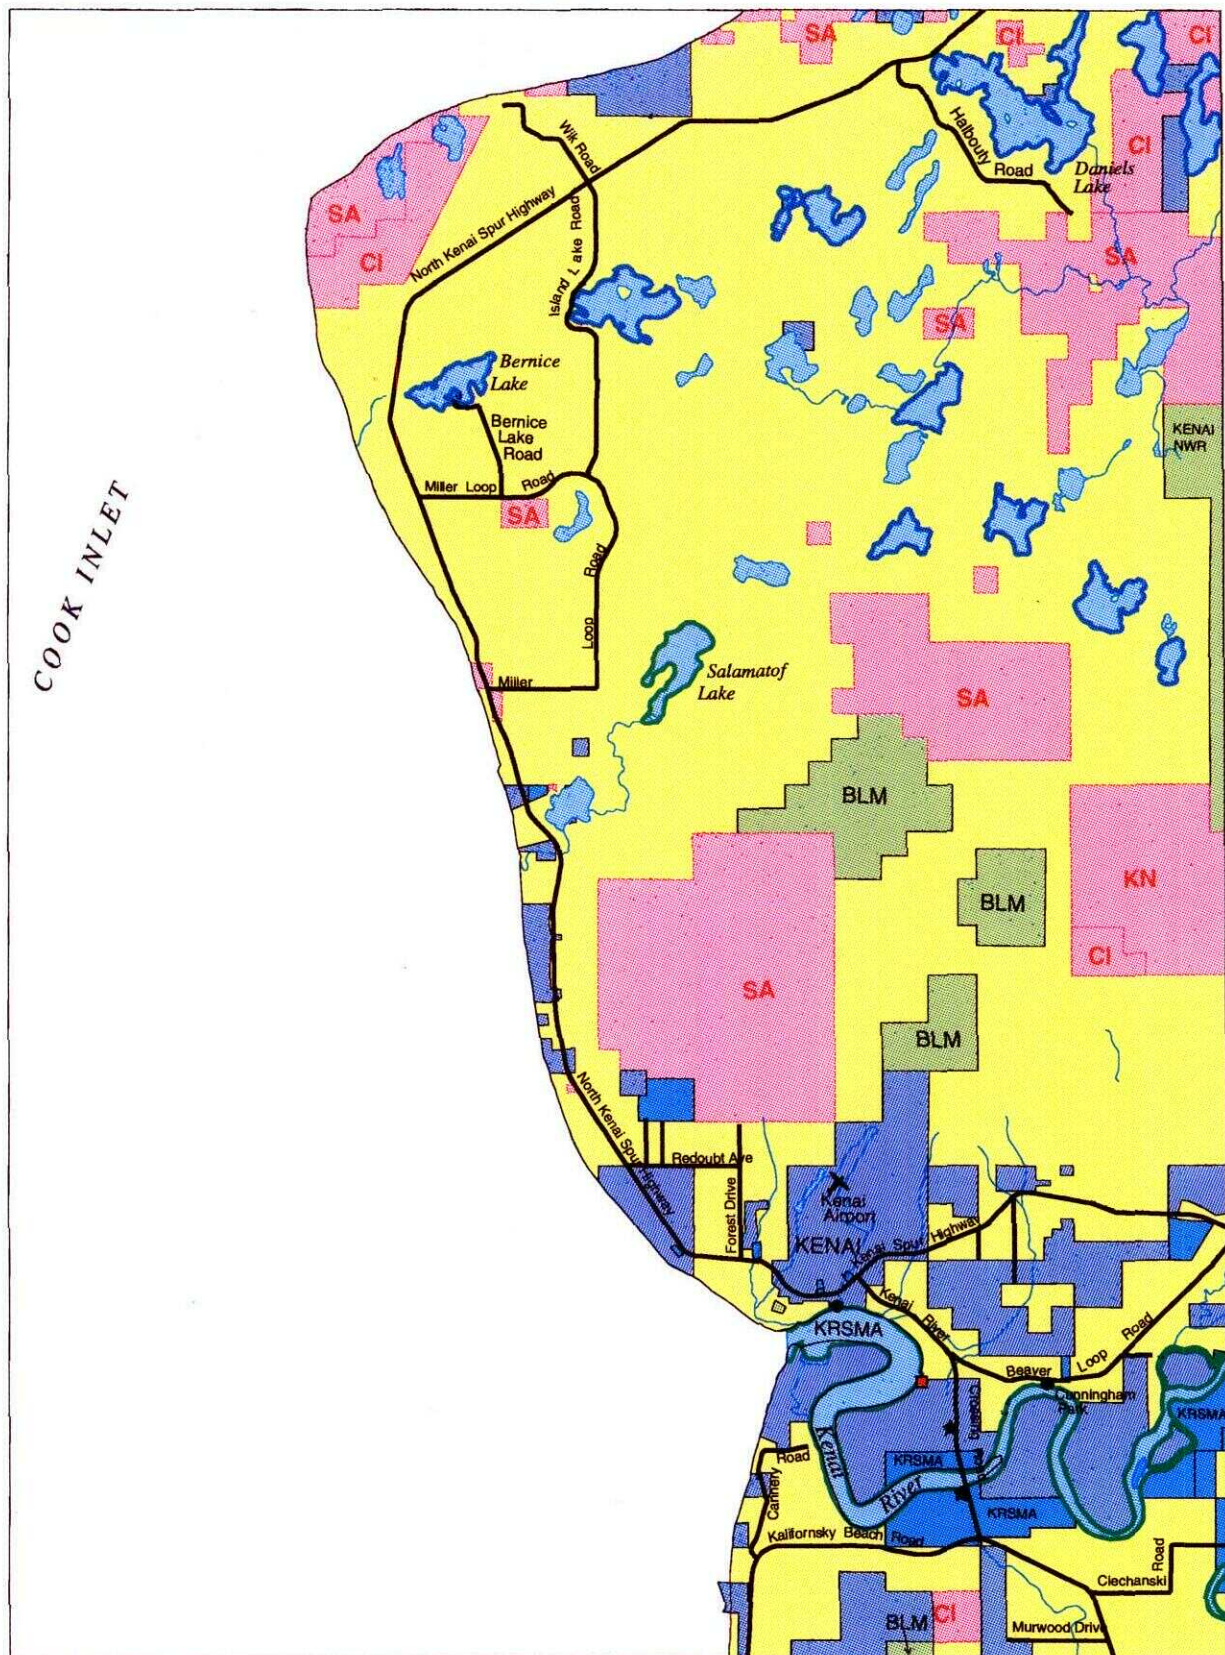 SA
CI
CI
Wik Road
Halbouty
Road
Daniels
Lake
CI
SA
CI
North Kenai Spur Highway
Island Lake Road
SA
SA
Bernice
Lake
Bernice
Lake
Road
KENAI
NWR
Miller Loop Road
SA
COOK INLET
Road
Loop
Miller
Salamatof
Lake
SA
BLM
KN
BLM
CI
SA
BLM
North Kenai Spur Highway
Redoubt Ave
Forest Drive
Kenai
Airport
KENAI
Kenai Spur Highway
Kenai River
KRSMA
Beaver Loop Road
Cunningham
Park
Crossing
KRSMA
Cannery
Road
Kenai
River
KRSMA
KRSMA
Kalifornsky Beach Road
Road
Ciechanski
CI
BLM
Murwood Drive